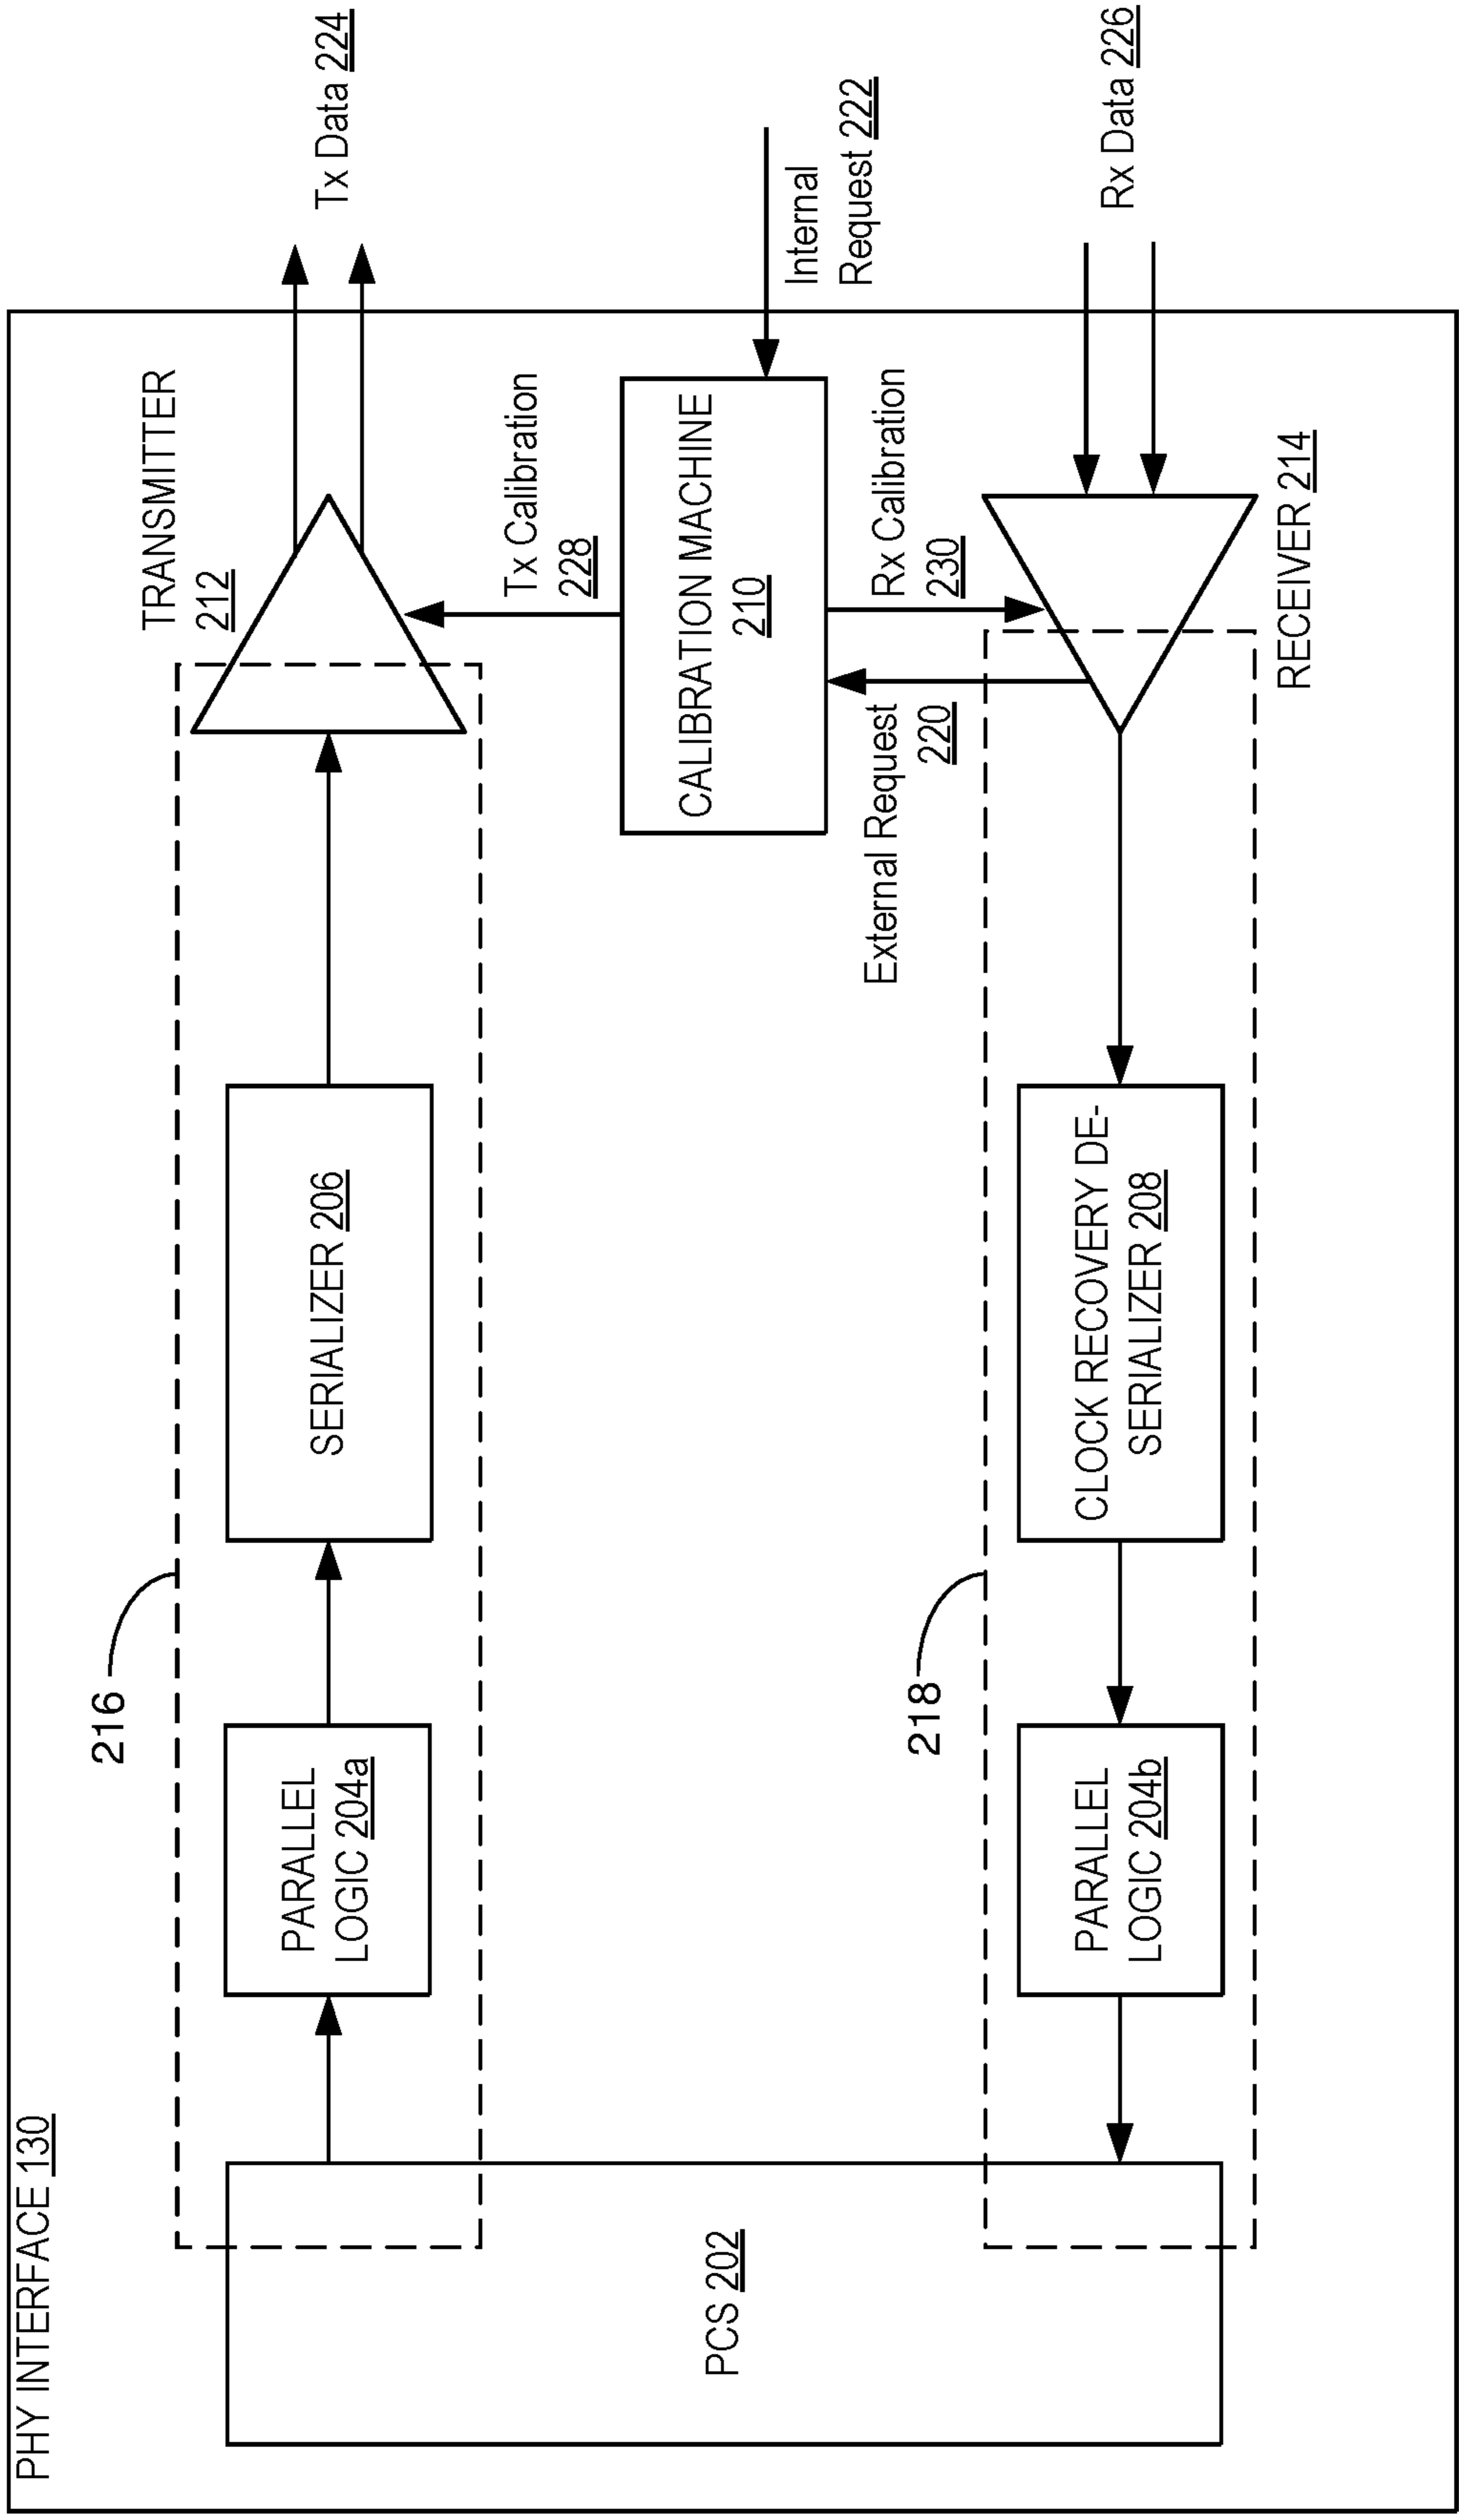 PHY INTERFACE 130
216
TRANSMITTER
212
Tx Data 224
PARALLEL
LOGIC 204a
SERIALIZER 206
Tx Calibration
228
PCS 202
CALIBRATION MACHINE
210
Internal
Request 222
External Request
220
Rx Calibration
230
218
PARALLEL
LOGIC 204b
CLOCK RECOVERY DE-
SERIALIZER 208
Rx Data 226
RECEIVER 214